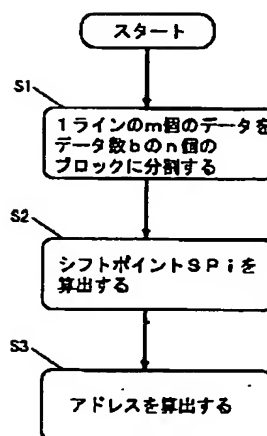 スタート
S1
1ラインのm個のデータを
データ数bのn個の
ブロックに分割する
S2
シフトポイントSPiを
算出する
S3
アドレスを算出する